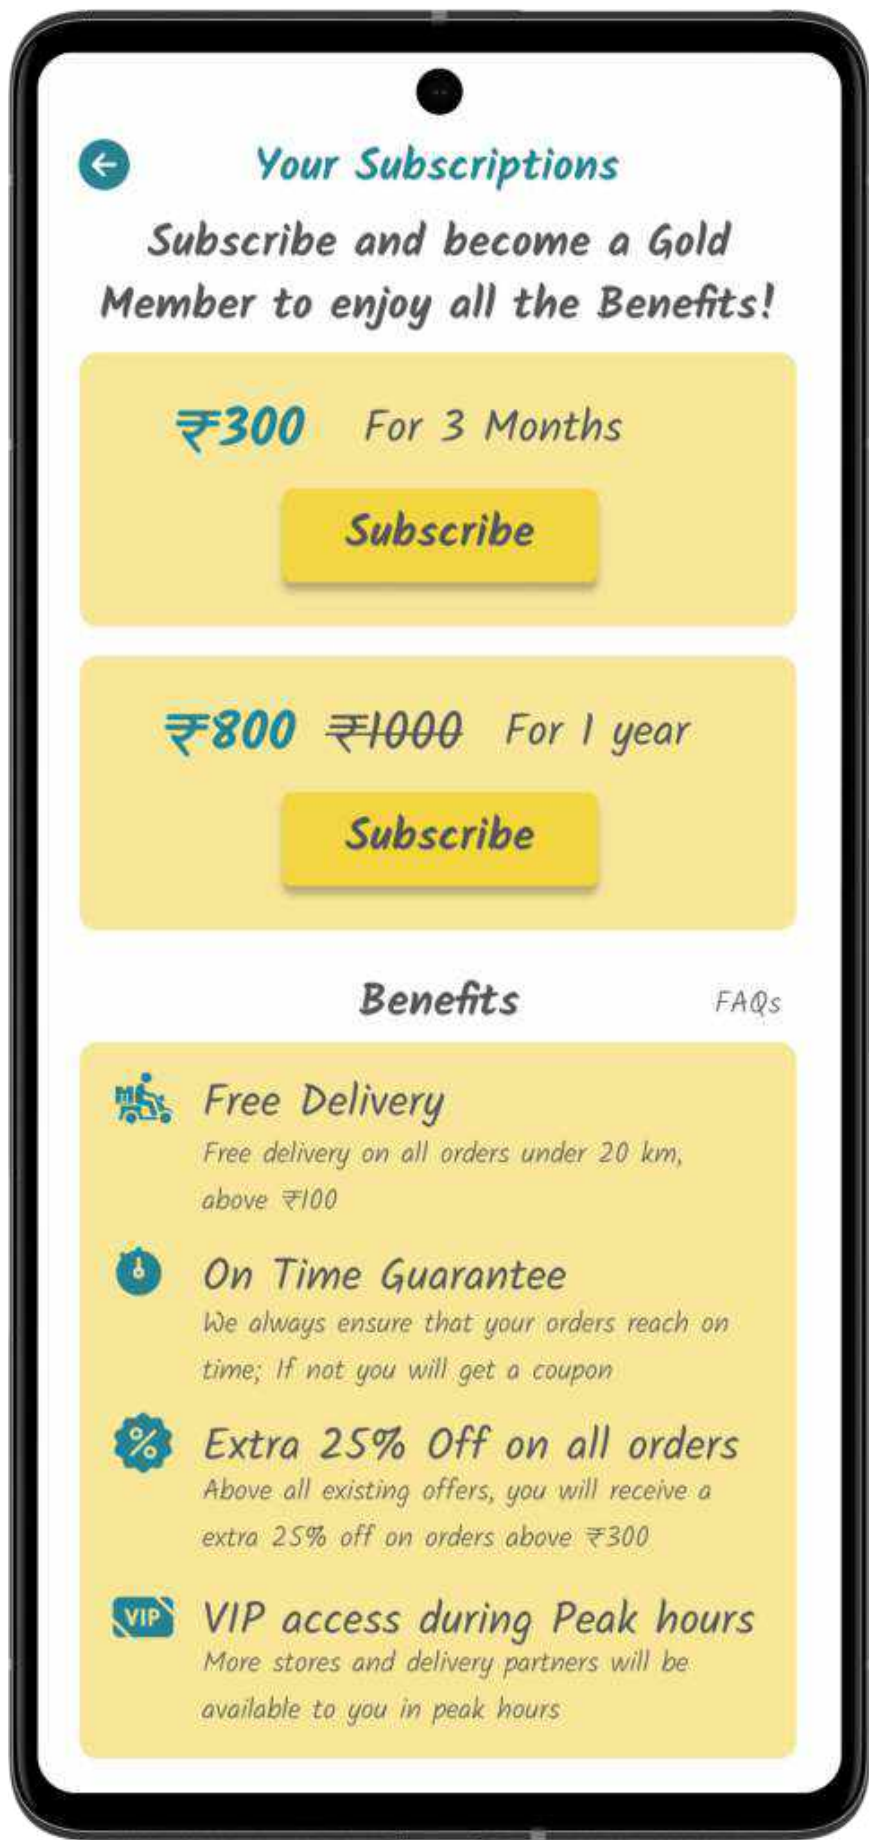 Your Subscriptions
Subscribe and become a Gold
Member to enjoy all the Benefits!
₹300 For 3 Months
Subscribe
₹800 ₹1000 For 1 year
Subscribe
Benefits FAQs
Free Delivery
Free delivery on all orders under 20 km,
above ₹100
On Time Guarantee
We always ensure that your orders reach on
time; If not you will get a coupon
Extra 25% Off on all orders
Above all existing offers, you will receive a
extra 25% off on orders above ₹300
VIP
VIP access during Peak hours
More stores and delivery partners will be
available to you in peak hours